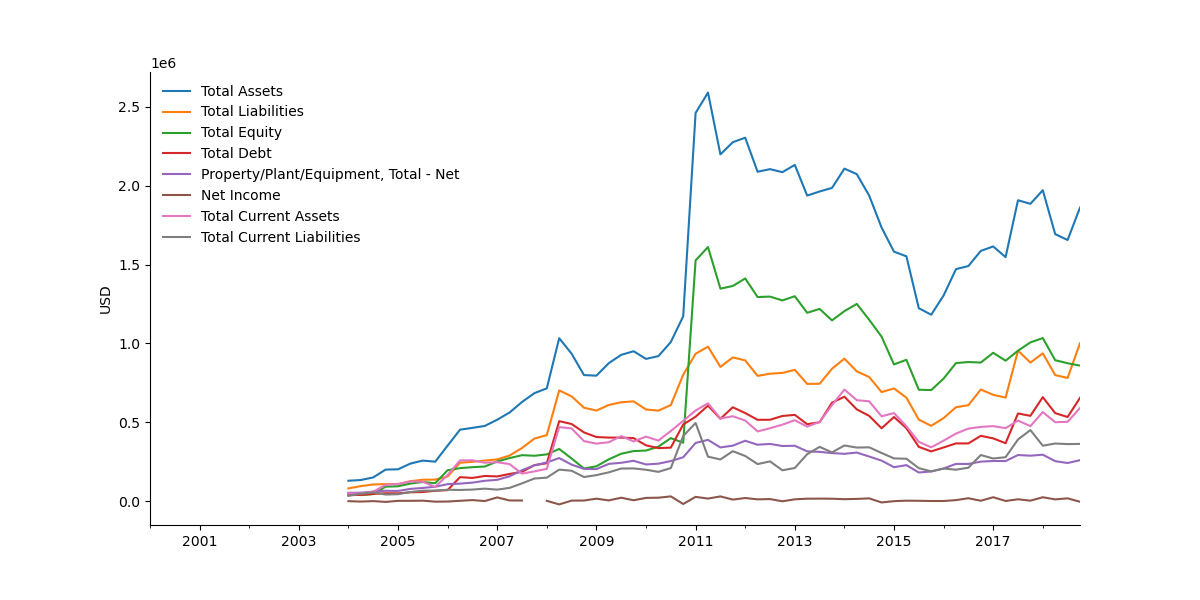 1e6
Total Assets
Total Liabilities
Total Equity
Total Debt
Property/Plant/Equipment, Total - Net
Net Income
Total Current Assets
Total Current Liabilities
USD
2.5
2.0
1.5
1.0
0.5
0.0
2001 2003 2005 2007 2009 2011 2013 2015 2017